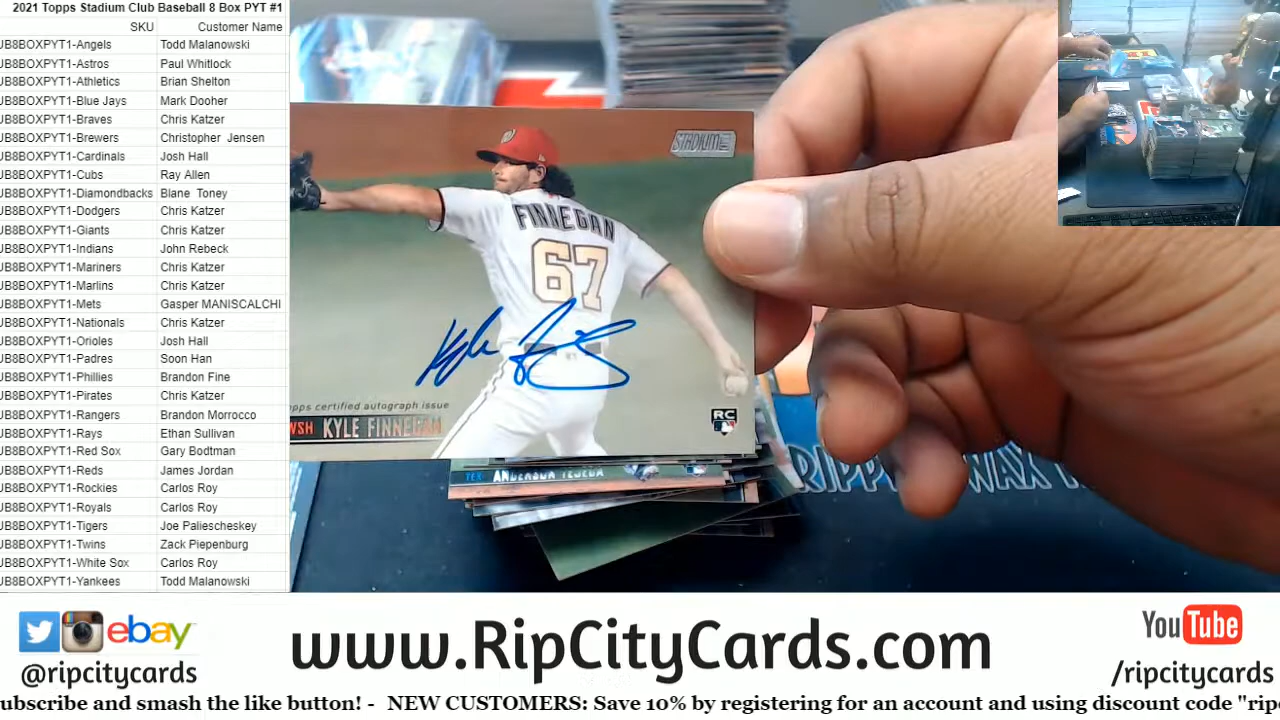 2021 Topps Stadium Club Baseball 8 Box PYT #1
SKU Customer Name
JB8BOXPYT1-Angels Todd Malanowski
JB8BOXPYT1-Astros Paul Whitlock
JB8BOXPYT1-Athletics Brian Shelton
JB8BOXPYT1-Blue Jays Mark Dooher
JB8BOXPYT1-Braves Chris Katzer
JB8BOXPYT1-Brewers Christopher Jensen
JB8BOXPYT1-Cardinals Josh Hall
JB8BOXPYT1-Cubs Ray Allen
JB8BOXPYT1-Diamondbacks Blane Toney
JB8BOXPYT1-Dodgers Chris Katzer
JB8BOXPYT1-Giants Chris Katzer
JB8BOXPYT1-Indians John Rebeck
JB8BOXPYT1-Mariners Chris Katzer
JB8BOXPYT1-Marlins Chris Katzer
JB8BOXPYT1-Mets Gasper MANISCALCHI
JB8BOXPYT1-Nationals Chris Katzer
JB8BOXPYT1-Orioles Josh Hall
JB8BOXPYT1-Padres Soon Han
JB8BOXPYT1-Phillies Brandon Fine
JB8BOXPYT1-Pirates Chris Katzer
JB8BOXPYT1-Rangers Brandon Morrocco
JB8BOXPYT1-Rays Ethan Sullivan
JB8BOXPYT1-Red Sox Gary Bodtman
JB8BOXPYT1-Reds James Jordan
JB8BOXPYT1-Rockies Carlos Roy
JB8BOXPYT1-Royals Carlos Roy
JB8BOXPYT1-Tigers Joe Paliescheskey
JB8BOXPYT1-Twins Zack Piepenburg
JB8BOXPYT1-White Sox Carlos Roy
JB8BOXPYT1-Yankees Todd Malanowski
STADIUM
FINNEGAN
67
pps certified autograph issue
WSH KYLE FINNEGAN
RC
TEX ANDERSON TEJEDA
RIPP WAX
ebay
@ripcitycards
www.RipCityCards.com
YouTube
/ripcitycards
ubscribe and smash the like button! - NEW CUSTOMERS: Save 10% by registering for an account and using discount code "ripc